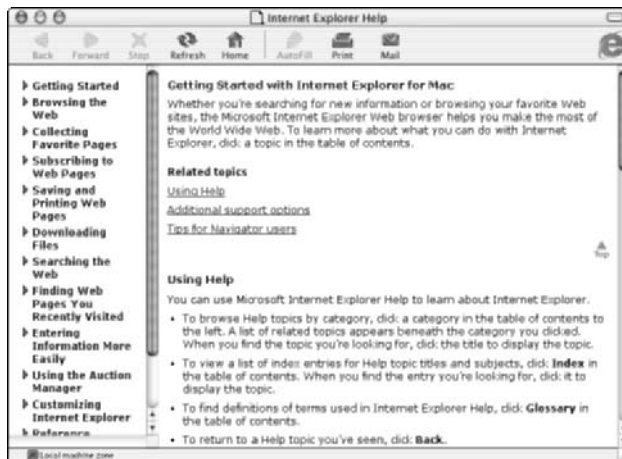 Internet Explorer Help
Back Forward Stop Refresh Home AutoFill Print Mail
Getting Started
Browsing the
Web
Collecting
Favorite Pages
Subscribing to
Web Pages
Saving and
Printing Web
Pages
Downloading
Files
Searching the
Web
Finding Web
Pages You
Recently Visited
Entering
Information More
Easily
Using the Auction
Manager
Customizing
Internet Explorer
Reference
Getting Started with Internet Explorer for Mac
Whether you're searching for new information or browsing your favorite Web
sites, the Microsoft Internet Explorer Web browser helps you make the most of
the World Wide Web. To learn more about what you can do with Internet
Explorer, click a topic in the table of contents.
Related topics
Using Help
Additional support options
Tips for Navigator users
Top
Using Help
You can use Microsoft Internet Explorer Help to learn about Internet Explorer.
• To browse Help topics by category, click a category in the table of contents to
the left. A list of related topics appears beneath the category you clicked.
When you find the topic you're looking for, click the title to display the topic.
• To view a list of index entries for Help topic titles and subjects, click Index in
the table of contents. When you find the entry you're looking for, click it to
display the topic.
• To find definitions of terms used in Internet Explorer Help, click Glossary in
the table of contents.
• To return to a Help topic you've seen, click Back.
Local machine zone